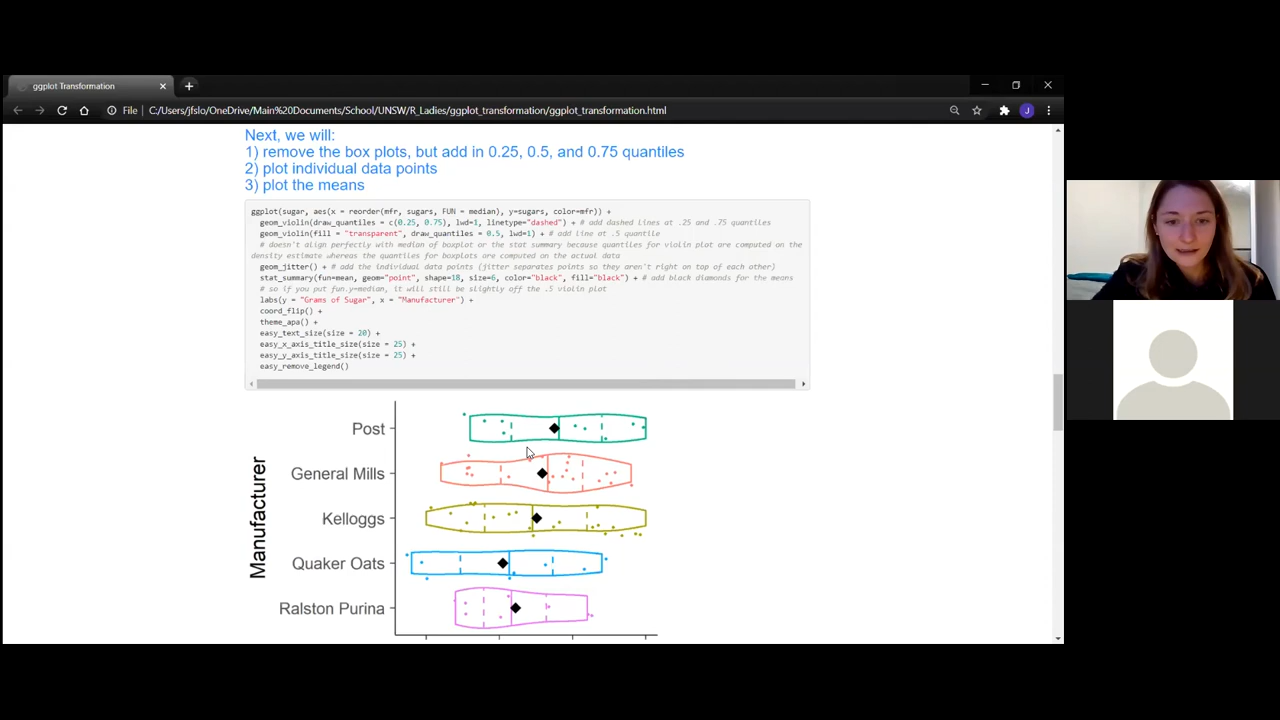 ggplot Transformation
File
C:/Users/jfslo/OneDrive/Main%20Documents/School/UNSW/R_Ladies/ggplot_transformation/ggplot_transformation.html
J
Next, we will:
1) remove the box plots, but add in 0.25, 0.5, and 0.75 quantiles
2) plot individual data points
3) plot the means
ggplot(sugar, aes(x = reorder(mfr, sugars, FUN = median), y=sugars, color=mfr)) +
geom_violin(draw_quantiles = c(0.25, 0.75), lwd=1, linetype="dashed") + # add dashed lines at .25 and .75 quantiles
geom_violin(fill = "transparent", draw_quantiles = 0.5, lwd=1) + # add line at .5 quantile
# doesn't align perfectly with median of boxplot or the stat summary because quantiles for violin plot are computed on the
density estimate whereas the quantiles for boxplots are computed on the actual data
geom_jitter() + # add the individual data points (jitter separates points so they aren't right on top of each other)
stat_summary(fun=mean, geom="point", shape=18, size=6, color="black", fill="black") + # add black diamonds for the means
# so if you put fun.y=median, it will still be slightly off the .5 violin plot
labs(y = "Grams of Sugar", x = "Manufacturer") +
coord_flip() +
theme_apa() +
easy_text_size(size = 20) +
easy_x_axis_title_size(size = 25) +
easy_y_axis_title_size(size = 25) +
easy_remove_legend()
Manufacturer
Post
General Mills
Kelloggs
Quaker Oats
Ralston Purina